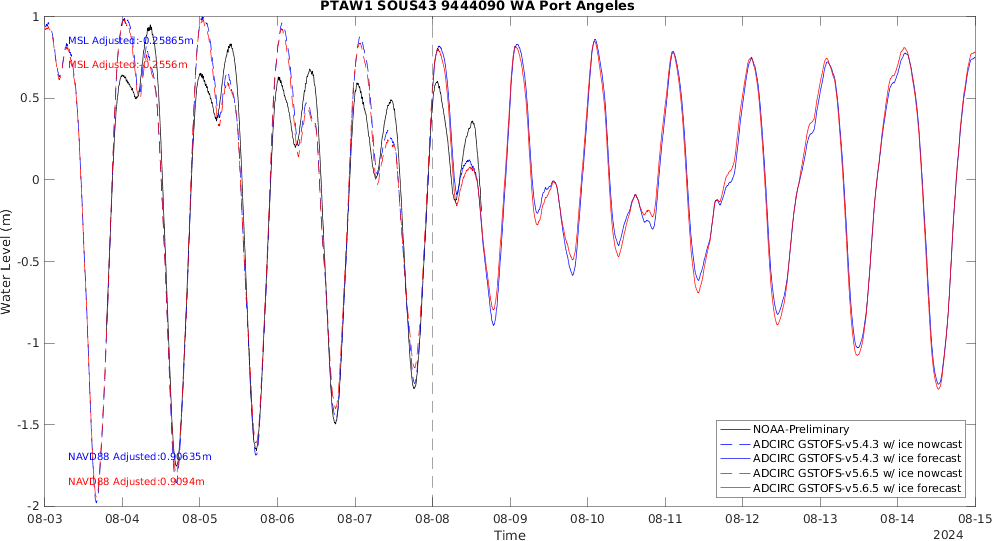 PTAW1 SOUS43 9444090 WA Port Angeles
1
MSL Adjusted:-0.25865m
MSL Adjusted:-0.2556m
0.5
0
Water Level (m)
-0.5
-1
-1.5
NAVD88 Adjusted:0.90635m
NAVD88 Adjusted:0.9094m
-2
NOAA-Preliminary
ADCIRC GSTOFS-v5.4.3 w/ ice nowcast
ADCIRC GSTOFS-v5.4.3 w/ ice forecast
ADCIRC GSTOFS-v5.6.5 w/ ice nowcast
ADCIRC GSTOFS-v5.6.5 w/ ice forecast
08-03 08-04 08-05 08-06 08-07 08-08 08-09 08-10 08-11 08-12 08-13 08-14 08-15
Time
2024